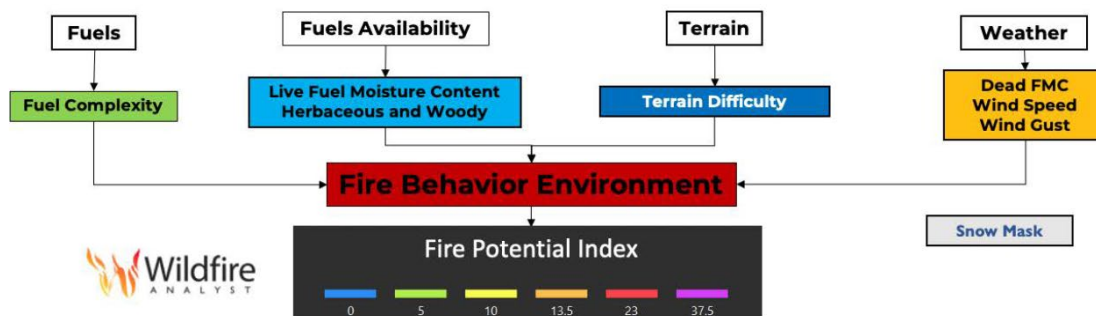 Fuels
Fuels Availability
Terrain
Weather
Fuel Complexity
Live Fuel Moisture Content
Herbaceous and Woody
Terrain Difficulty
Dead FMC
Wind Speed
Wind Gust
Fire Behavior Environment
Snow Mask
Fire Potential Index
Wildfire
ANALYST
0 5 10 13.5 23 37.5